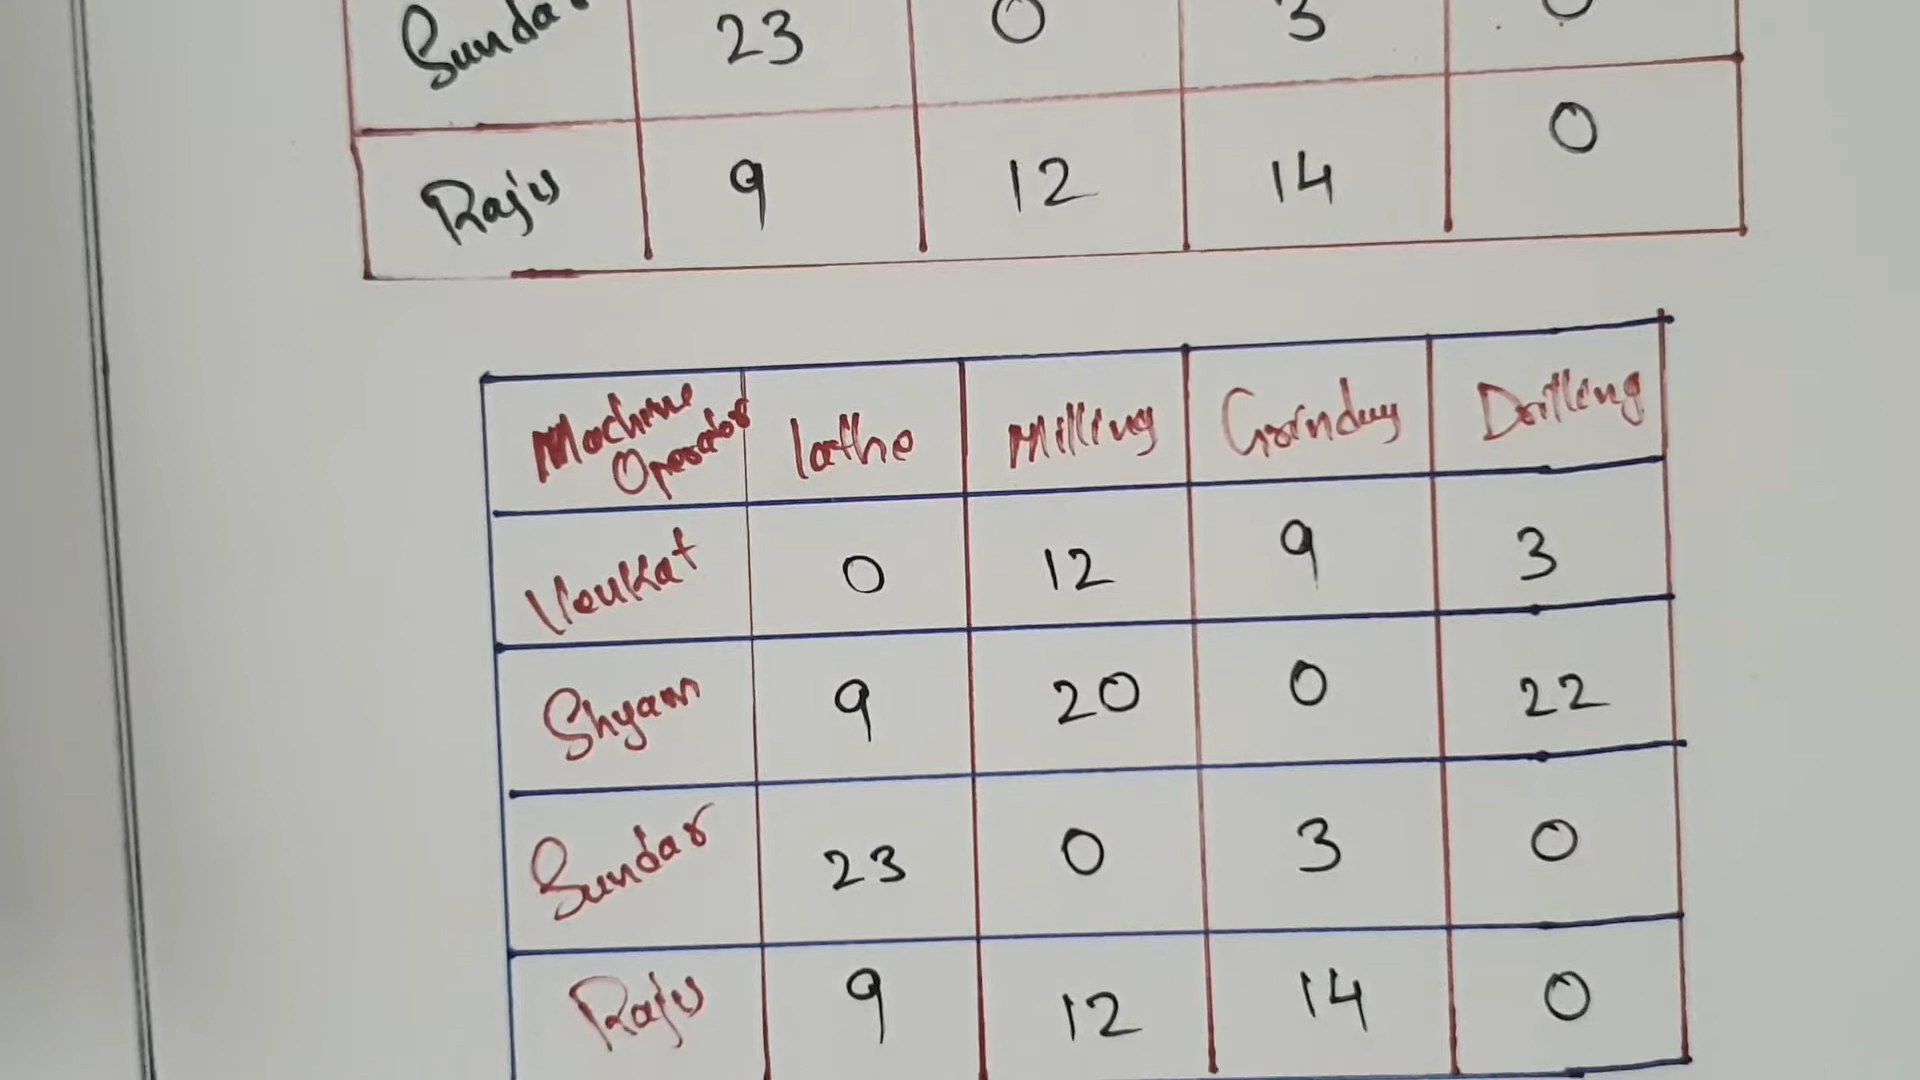 Sundar 23 0 3 0
Raju 9 12 14 0
Machine Operator lathe Milling Grinding Drilling
Venkat 0 12 9 3
Shyam 9 20 0 22
Sundar 23 0 3 0
Raju 9 12 14 0